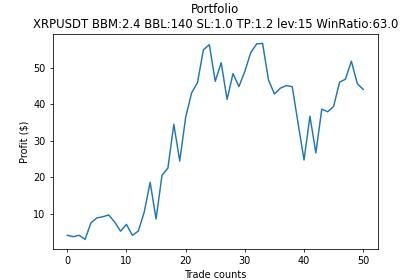 Portfolio
XRPUSDT BBM:2.4 BBL:140 SL:1.0 TP:1.2 lev:15 WinRatio:63.0
Profit ($)
50
40
30
20
10
0 10 20 30 40 50
Trade counts